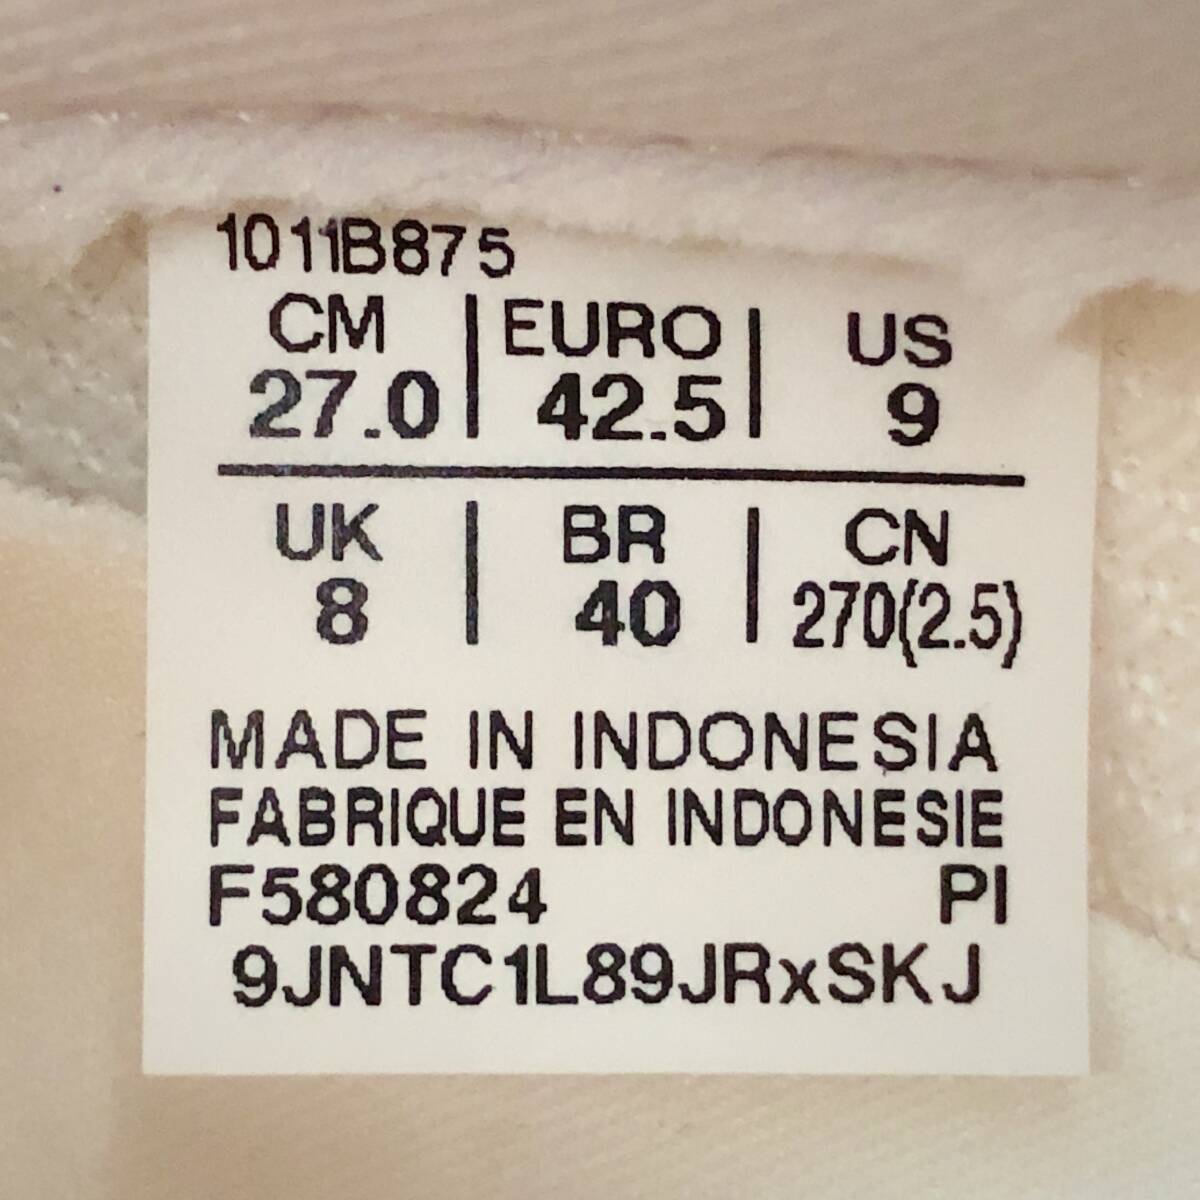 1011B875
CM | EURO | US
27.0 | 42.5 | 9
UK | BR | CN
8 | 40 | 270(2.5)
MADE IN INDONESIA
FABRIQUE EN INDONESIE
F580824 PI
9JNTC1L89JRxSKJ